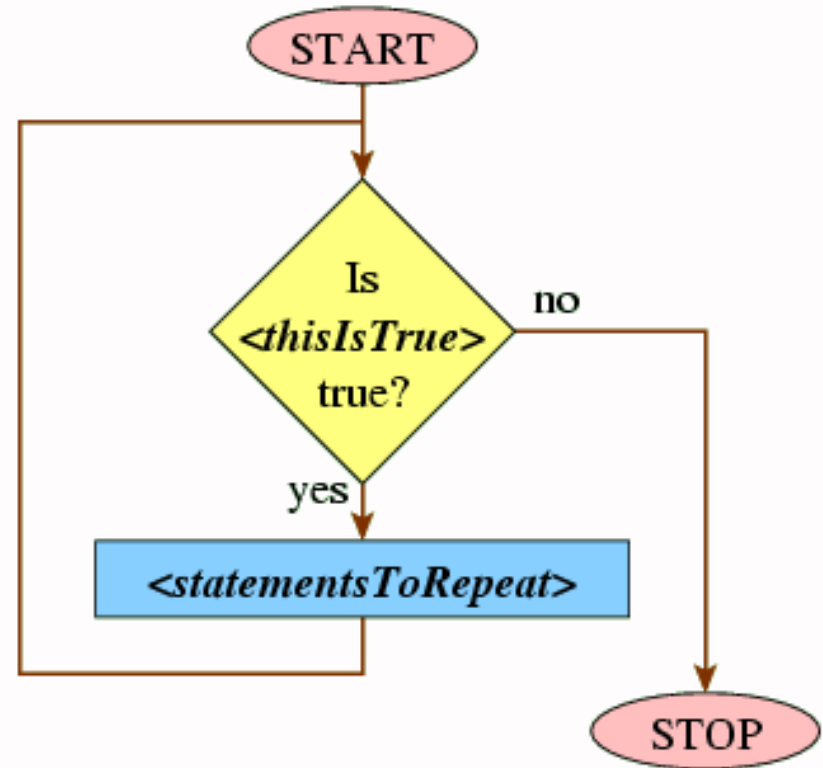 START
Is
<thisIsTrue>
true?
no
yes
<statementsToRepeat>
STOP